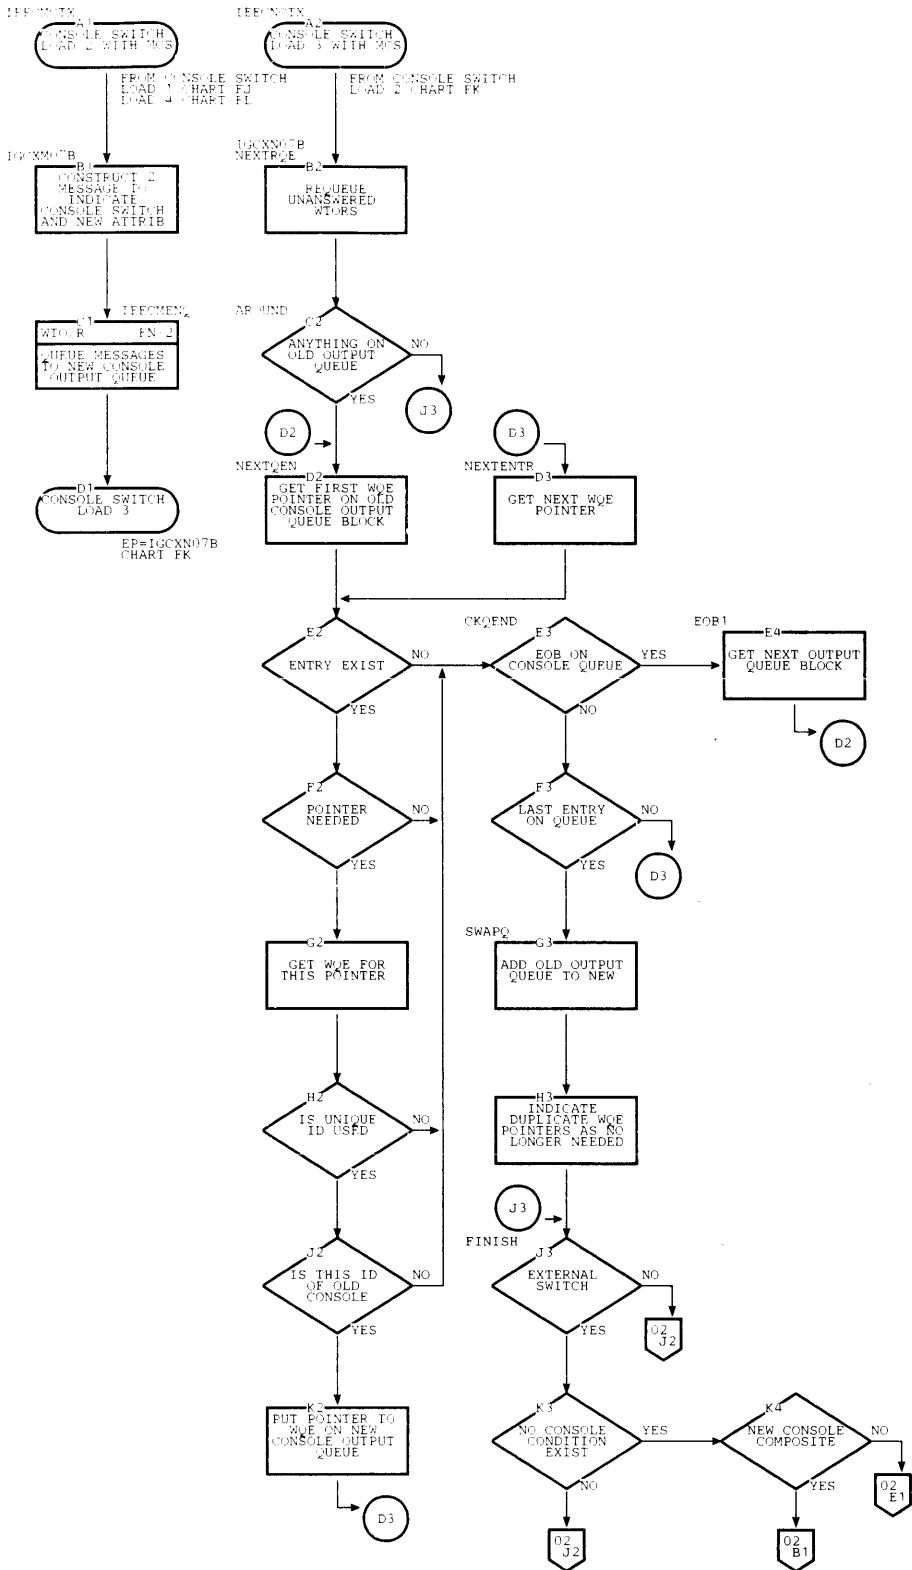 A1
CONSOLE SWITCH
LOAD 2 WITH MCS
FROM CONSOLE SWITCH
LOAD 1 CHART FJ
LOAD 4 CHART FL
IGCXM07B
B1
CONSTRUCT 2
MESSAGE TO
INDICATE
CONSOLE SWITCH
AND NEW ATTRIB
IEECMENQ
C1
QUEUE MESSAGES
TO NEW CONSOLE
OUTPUT QUEUE
D1
CONSOLE SWITCH
LOAD 3
EP=IGCXN07B
CHART FK
A2
CONSOLE SWITCH
LOAD 3 WITH MCS
FROM CONSOLE SWITCH
LOAD 2 CHART FK
IGCXN07B
NEXTRQE
B2
REQUEUE
UNANSWERED
WTORS
AROUND
C2
ANYTHING ON
OLD OUTPUT
QUEUE
NO
J3
YES
D2
NEXTQEN
D2
GET FIRST WQE
POINTER ON OLD
CONSOLE OUTPUT
QUEUE BLOCK
D3
NEXTENTR
D3
GET NEXT WQE
POINTER
E2
ENTRY EXIST
NO
YES
CKQEND
E3
EOB ON
CONSOLE QUEUE
YES
NO
EOB1
E4
GET NEXT OUTPUT
QUEUE BLOCK
D2
F2
POINTER
NEEDED
NO
YES
F3
LAST ENTRY
ON QUEUE
NO
D3
YES
G2
GET WQE FOR
THIS POINTER
SWAPQ
G3
ADD OLD OUTPUT
QUEUE TO NEW
H2
IS UNIQUE
ID USED
NO
YES
H3
INDICATE
DUPLICATE WQE
POINTERS AS NO
LONGER NEEDED
J3
FINISH
J2
IS THIS ID
OF OLD
CONSOLE
NO
YES
J3
EXTERNAL
SWITCH
NO
02
J2
YES
K2
PUT POINTER TO
WQE ON NEW
CONSOLE OUTPUT
QUEUE
D3
K3
NO CONSOLE
CONDITION
EXIST
YES
NO
02
J2
K4
NEW CONSOLE
COMPOSITE
NO
02
E1
YES
02
B1